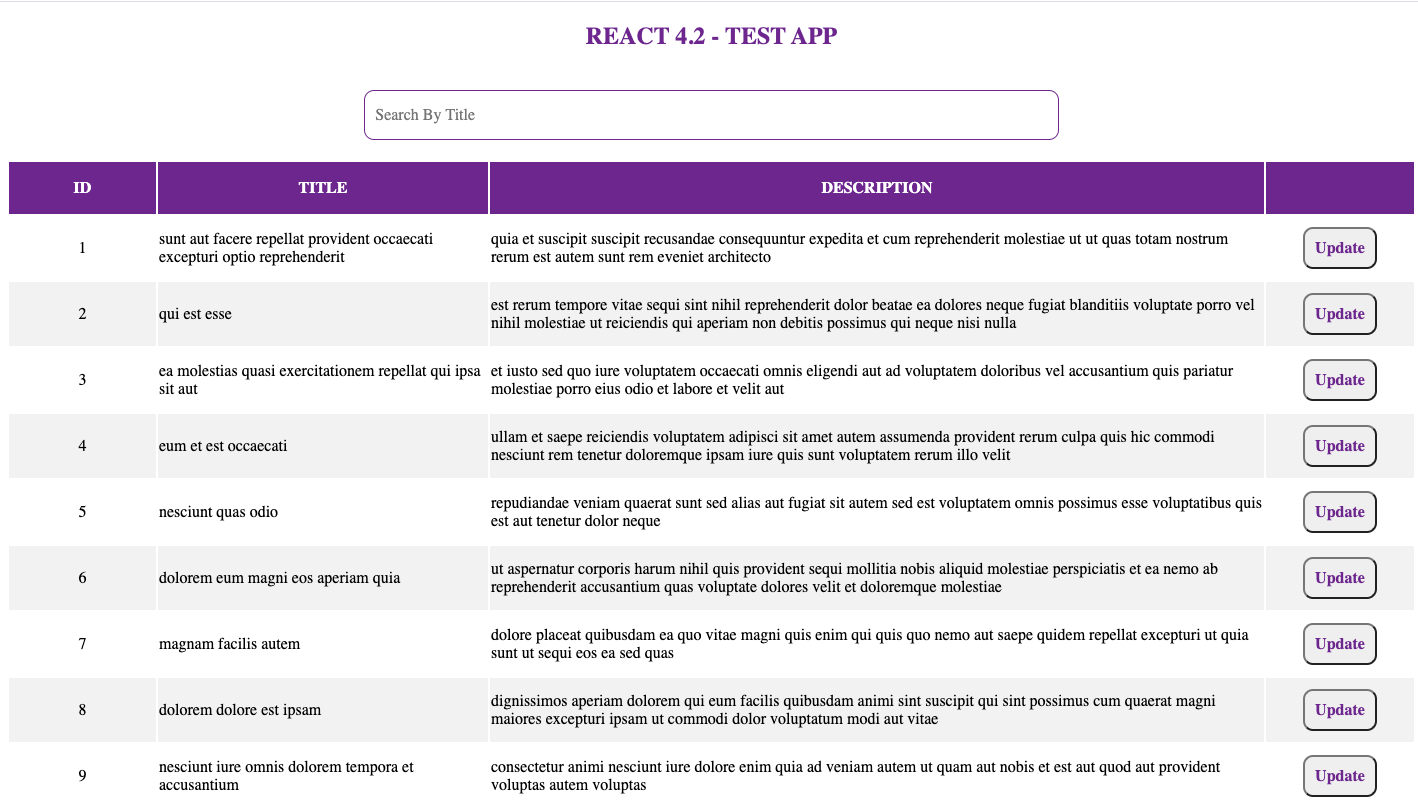 REACT 4.2 - TEST APP
Search By Title
ID TITLE DESCRIPTION
1 sunt aut facere repellat provident occaecati excepturi optio reprehenderit quia et suscipit suscipit recusandae consequuntur expedita et cum reprehenderit molestiae ut ut quas totam nostrum rerum est autem sunt rem eveniet architecto Update
2 qui est esse est rerum tempore vitae sequi sint nihil reprehenderit dolor beatae ea dolores neque fugiat blanditiis voluptate porro vel nihil molestiae ut reiciendis qui aperiam non debitis possimus qui neque nisi nulla Update
3 ea molestias quasi exercitationem repellat qui ipsa sit aut et iusto sed quo iure voluptatem occaecati omnis eligendi aut ad voluptatem doloribus vel accusantium quis pariatur molestiae porro eius odio et labore et velit aut Update
4 eum et est occaecati ullam et saepe reiciendis voluptatem adipisci sit amet autem assumenda provident rerum culpa quis hic commodi nesciunt rem tenetur doloremque ipsam iure quis sunt voluptatem rerum illo velit Update
5 nesciunt quas odio repudiandae veniam quaerat sunt sed alias aut fugiat sit autem sed est voluptatem omnis possimus esse voluptatibus quis est aut tenetur dolor neque Update
6 dolorem eum magni eos aperiam quia ut aspernatur corporis harum nihil quis provident sequi mollitia nobis aliquid molestiae perspiciatis et ea nemo ab reprehenderit accusantium quas voluptate dolores velit et doloremque molestiae Update
7 magnam facilis autem dolore placeat quibusdam ea quo vitae magni quis enim qui quis quo nemo aut saepe quidem repellat excepturi ut quia sunt ut sequi eos ea sed quas Update
8 dolorem dolore est ipsam dignissimos aperiam dolorem qui eum facilis quibusdam animi sint suscipit qui sint possimus cum quaerat magni maiores excepturi ipsam ut commodi dolor voluptatum modi aut vitae Update
9 nesciunt iure omnis dolorem tempora et accusantium consectetur animi nesciunt iure dolore enim quia ad veniam autem ut quam aut nobis et est aut quod aut provident voluptas autem voluptas Update